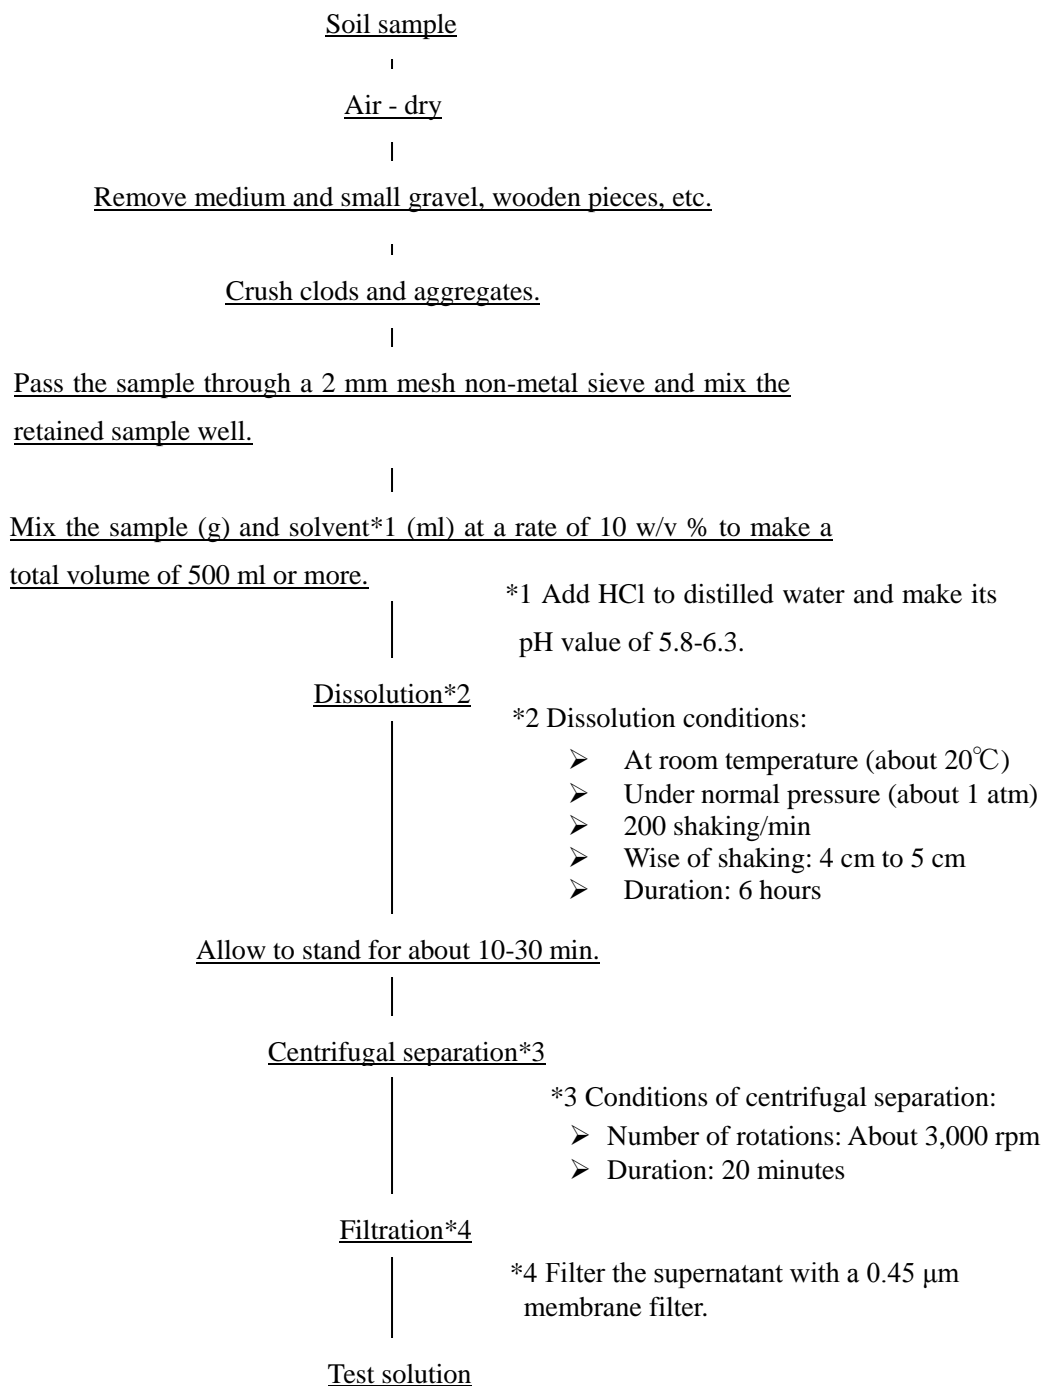 Soil sample
Air - dry
Remove medium and small gravel, wooden pieces, etc.
Crush clods and aggregates.
Pass the sample through a 2 mm mesh non-metal sieve and mix the
retained sample well.
Mix the sample (g) and solvent*1 (ml) at a rate of 10 w/v % to make a
total volume of 500 ml or more.
*1 Add HCl to distilled water and make its
pH value of 5.8-6.3.
Dissolution*2
*2 Dissolution conditions:
➢ At room temperature (about 20℃)
➢ Under normal pressure (about 1 atm)
➢ 200 shaking/min
➢ Wise of shaking: 4 cm to 5 cm
➢ Duration: 6 hours
Allow to stand for about 10-30 min.
Centrifugal separation*3
*3 Conditions of centrifugal separation:
➢ Number of rotations: About 3,000 rpm
➢ Duration: 20 minutes
Filtration*4
*4 Filter the supernatant with a 0.45 μm
membrane filter.
Test solution